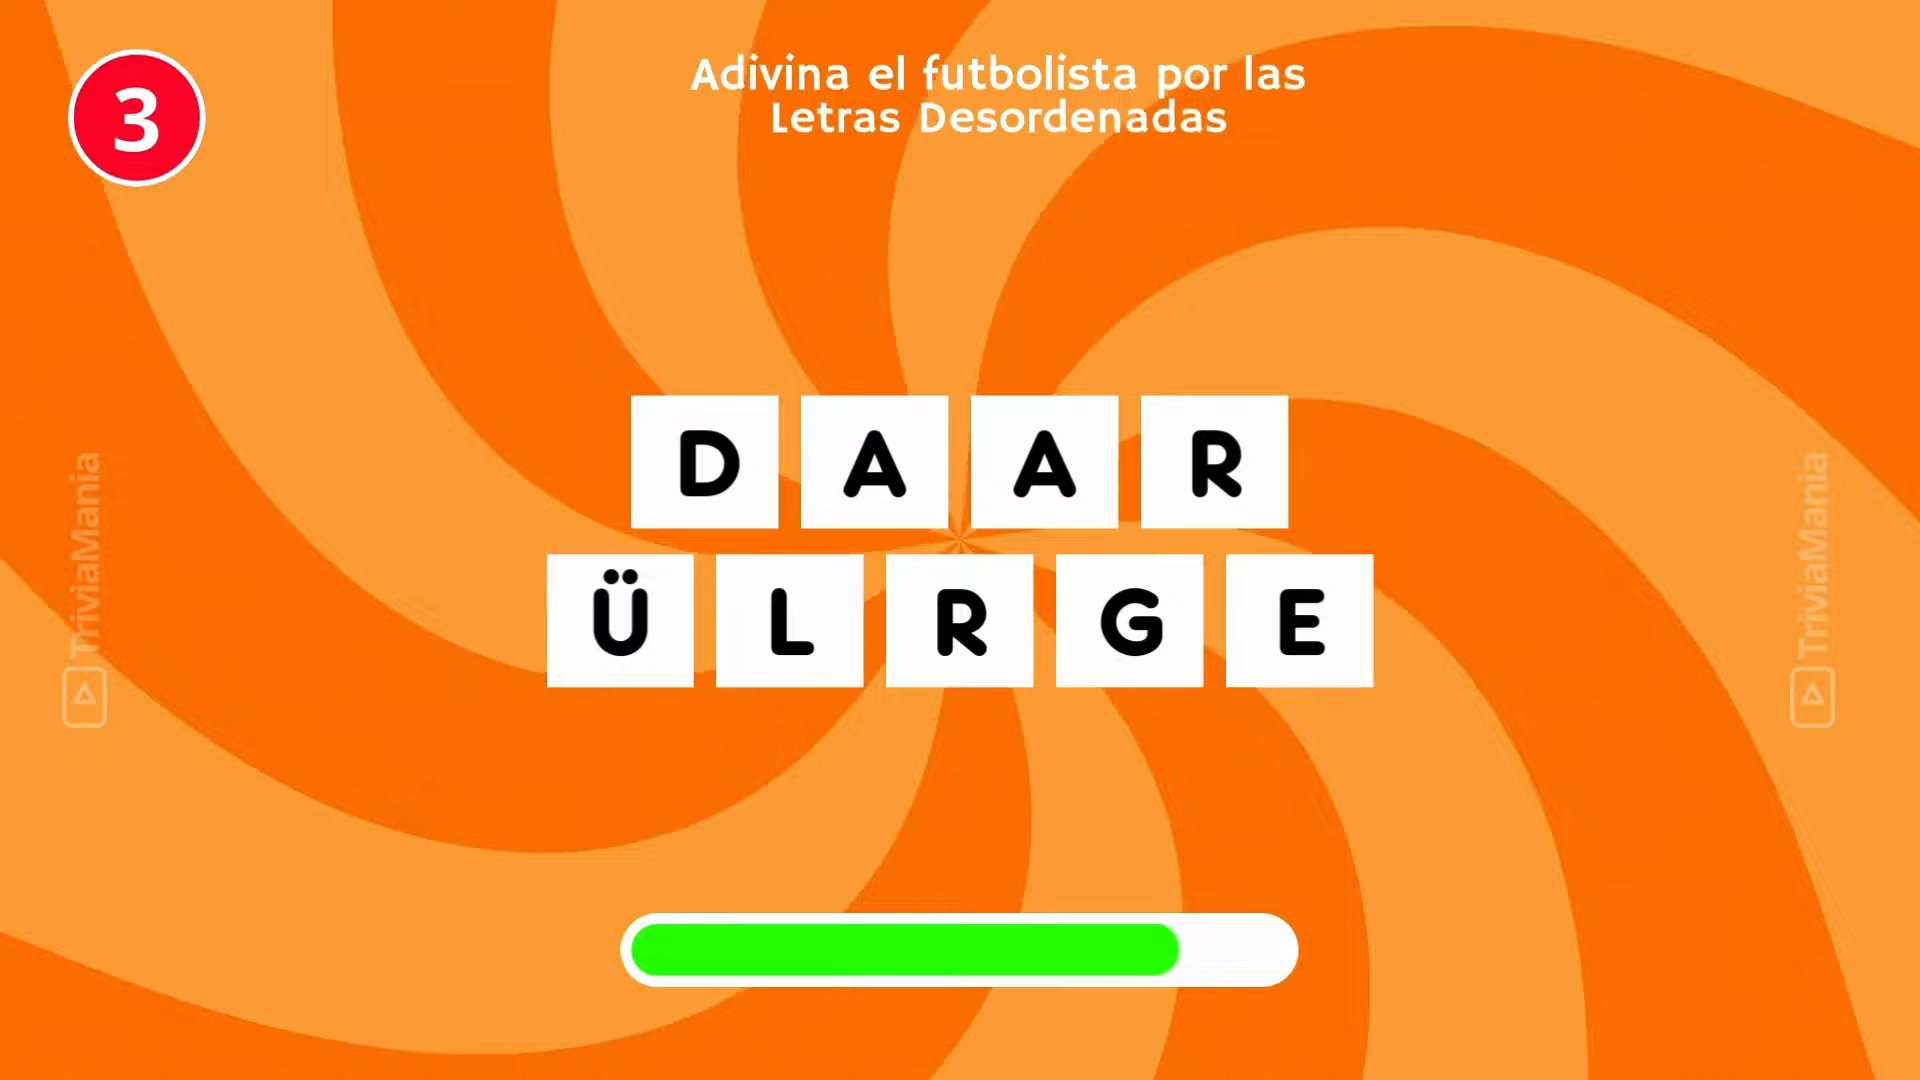 3
Adivina el futbolista por las
Letras Desordenadas
D A A R
Ü L R G E
TriviaMania
TriviaMania